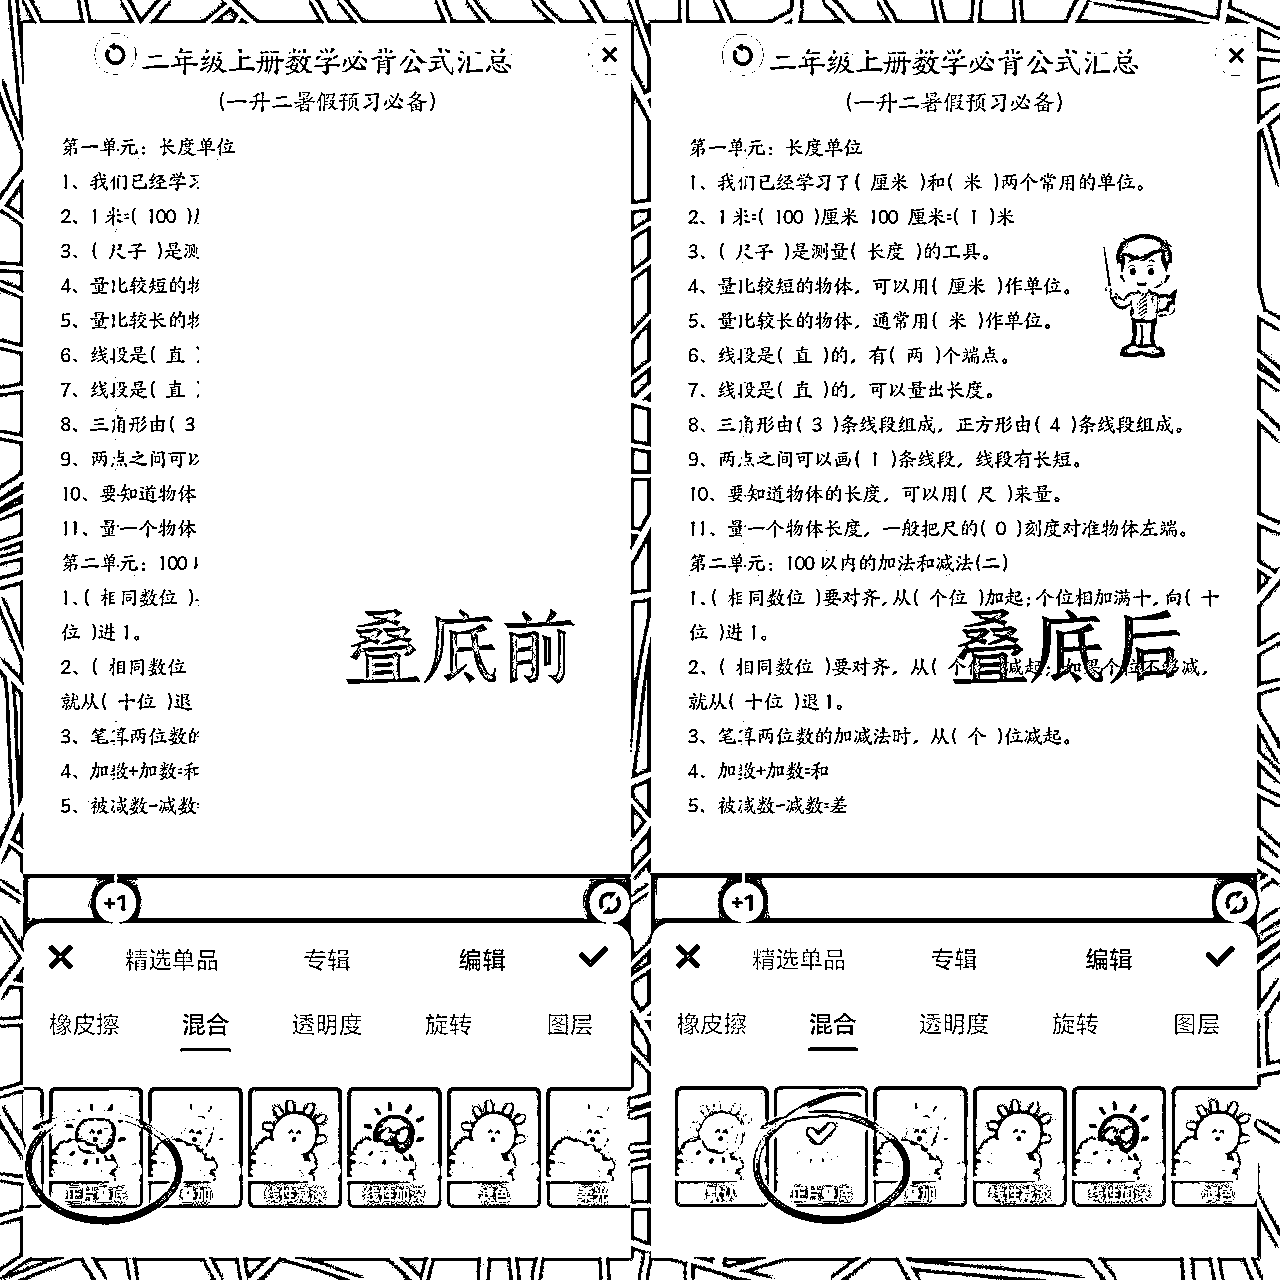 二年级上册数学必背公式汇总
(一升二暑假预习必备)
第一单元：长度单位
1、我们已经学习
2、1米=( 100 )
3、( 尺子 )是测
4、量比较短的物
5、量比较长的物
6、线段是( 直 )
7、线段是( 直 )
8、三角形由( 3
9、两点之间可以
10、要知道物体
11、量一个物体
第二单元：100
1、( 相同数位 )
位 )进1。
2、( 相同数位
就从( 十位 )退
3、笔算两位数的
4、加数+加数=和
5、被减数-减数=
叠底前
+1
精选单品 专辑 编辑
橡皮擦 混合 透明度 旋转 图层
正片叠底 叠加 线性减淡 线性加深 滤色 柔光
二年级上册数学必背公式汇总
(一升二暑假预习必备)
第一单元：长度单位
1、我们已经学习了( 厘米 )和( 米 )两个常用的单位。
2、1米=( 100 )厘米 100 厘米=( 1 )米
3、( 尺子 )是测量( 长度 )的工具。
4、量比较短的物体，可以用( 厘米 )作单位。
5、量比较长的物体，通常用( 米 )作单位。
6、线段是( 直 )的，有( 两 )个端点。
7、线段是( 直 )的，可以量出长度。
8、三角形由( 3 )条线段组成，正方形由( 4 )条线段组成。
9、两点之间可以画( 1 )条线段，线段有长短。
10、要知道物体的长度，可以用( 尺 )来量。
11、量一个物体长度，一般把尺的( 0 )刻度对准物体左端。
第二单元：100以内的加法和减法(二)
1、( 相同数位 )要对齐，从( 个位 )加起；个位相加满十，向( 十
位 )进1。
2、( 相同数位 )要对齐，从( 个位 )减起；如果个位不够减，
就从( 十位 )退1。
3、笔算两位数的加减法时，从( 个 )位减起。
4、加数+加数=和
5、被减数-减数=差
叠底后
+1
精选单品 专辑 编辑
橡皮擦 混合 透明度 旋转 图层
默认 正片叠底 叠加 线性减淡 线性加深 滤色